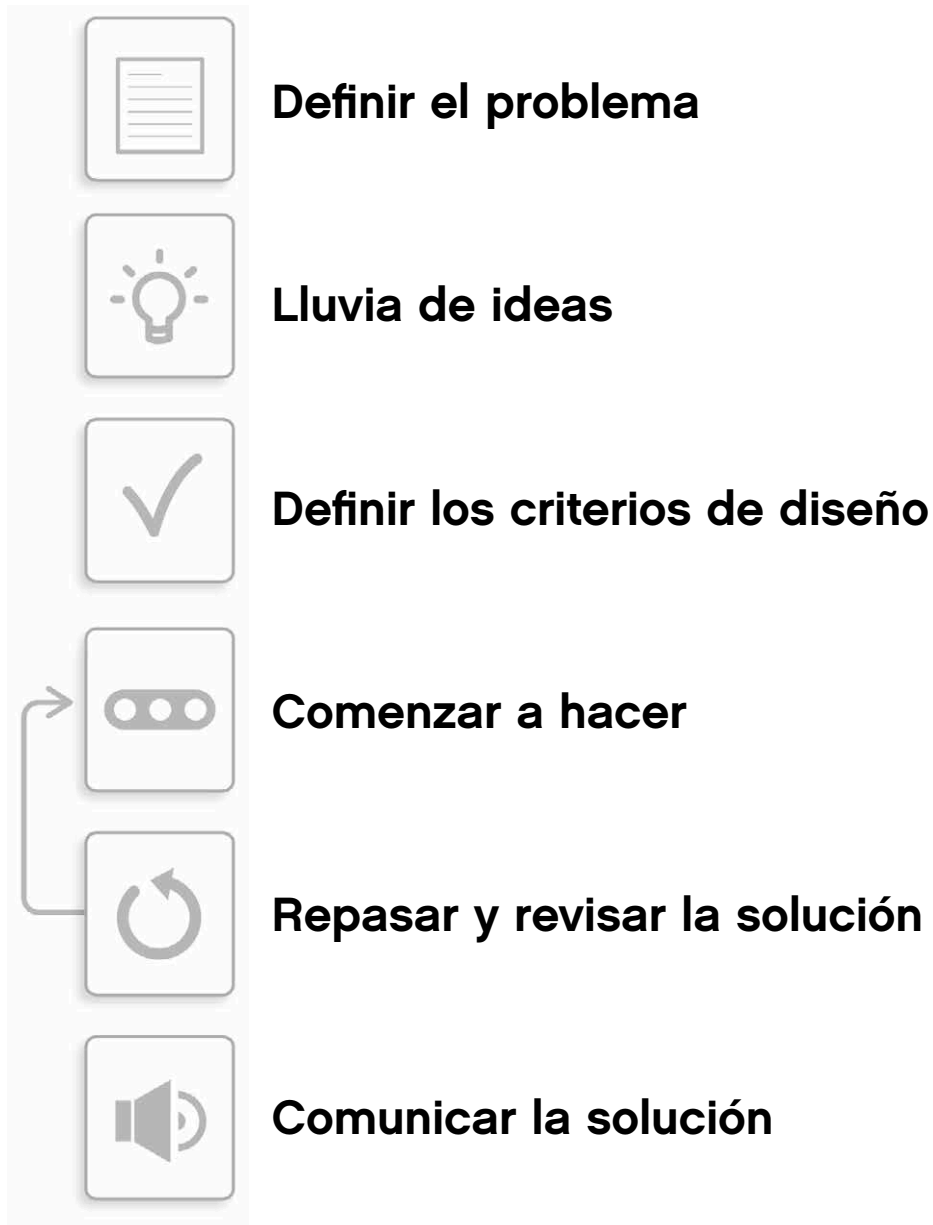 Definir el problema
Lluvia de ideas
Definir los criterios de diseño
Comenzar a hacer
Repasar y revisar la solución
Comunicar la solución